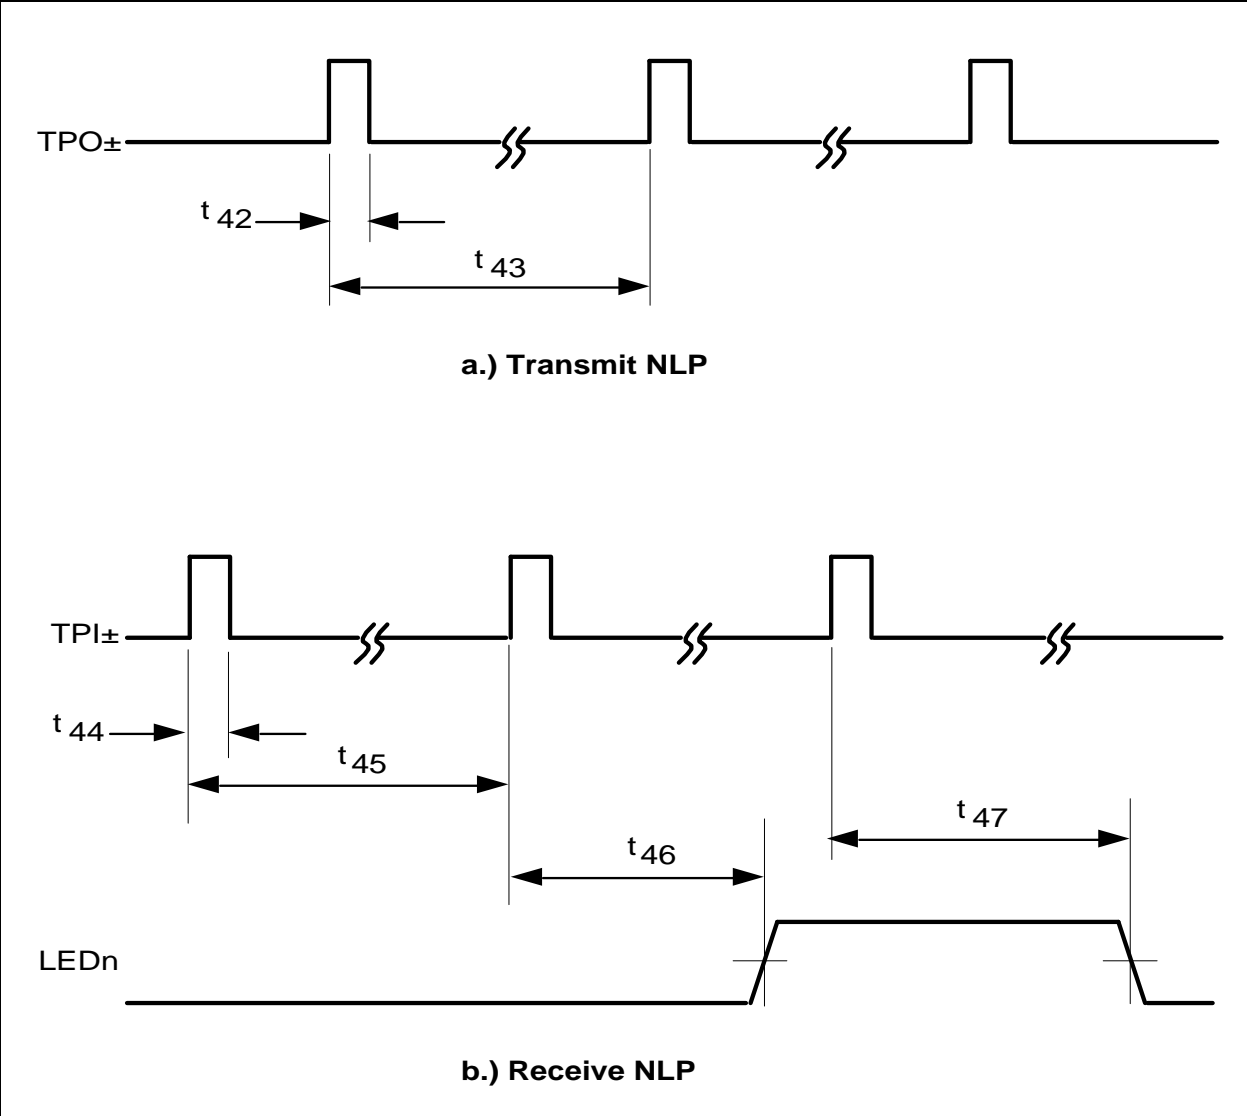 TPO±
t 42
t 43
a.) Transmit NLP
TPI±
t 44
t 45
t 47
t 46
LEDn
b.) Receive NLP